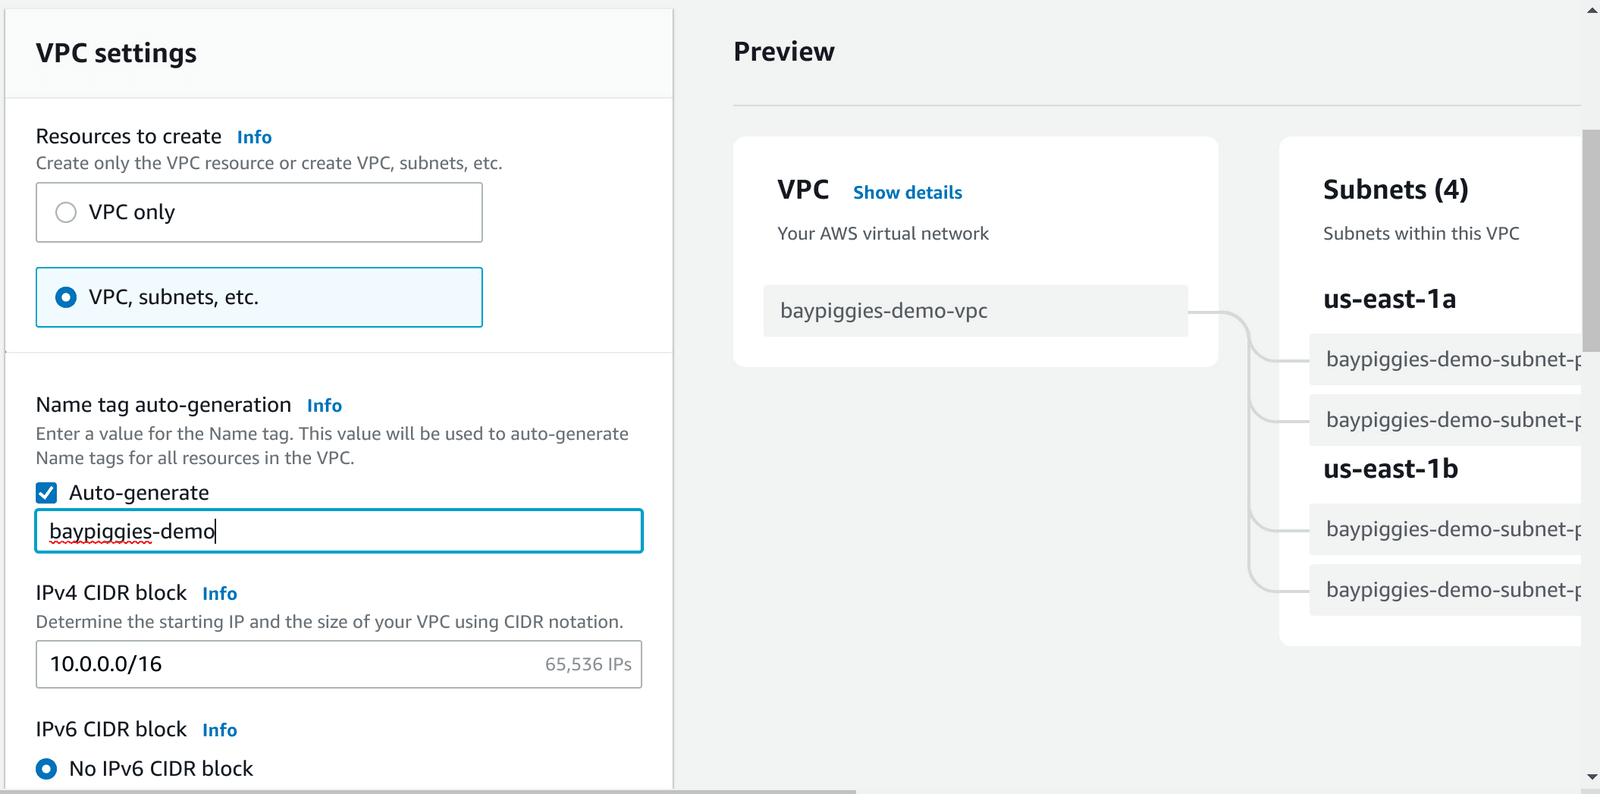 VPC settings
Resources to create Info
Create only the VPC resource or create VPC, subnets, etc.
VPC only
VPC, subnets, etc.
Name tag auto-generation Info
Enter a value for the Name tag. This value will be used to auto-generate
Name tags for all resources in the VPC.
Auto-generate
baypiggies-demo
IPv4 CIDR block Info
Determine the starting IP and the size of your VPC using CIDR notation.
10.0.0.0/16 65,536 IPs
IPv6 CIDR block Info
No IPv6 CIDR block
Preview
VPC Show details
Your AWS virtual network
baypiggies-demo-vpc
Subnets (4)
Subnets within this VPC
us-east-1a
baypiggies-demo-subnet-p
baypiggies-demo-subnet-p
us-east-1b
baypiggies-demo-subnet-p
baypiggies-demo-subnet-p